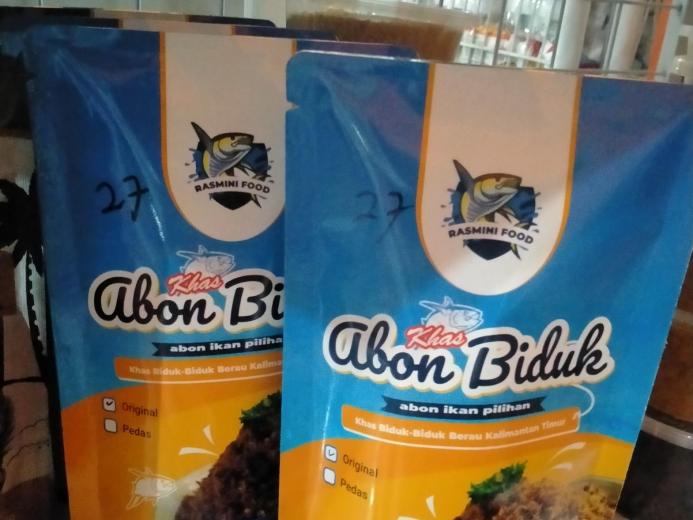 27
RASMINI FOOD
Khas
Abon Bi
abon ikan pilihan
Khas Biduk-Biduk Berau Kaliman
Original
Pedas
27
RASMINI FOOD
Khas
Abon Biduk
abon ikan pilihan
Khas Biduk-Biduk Berau Kalimantan Timur
Original
Pedas